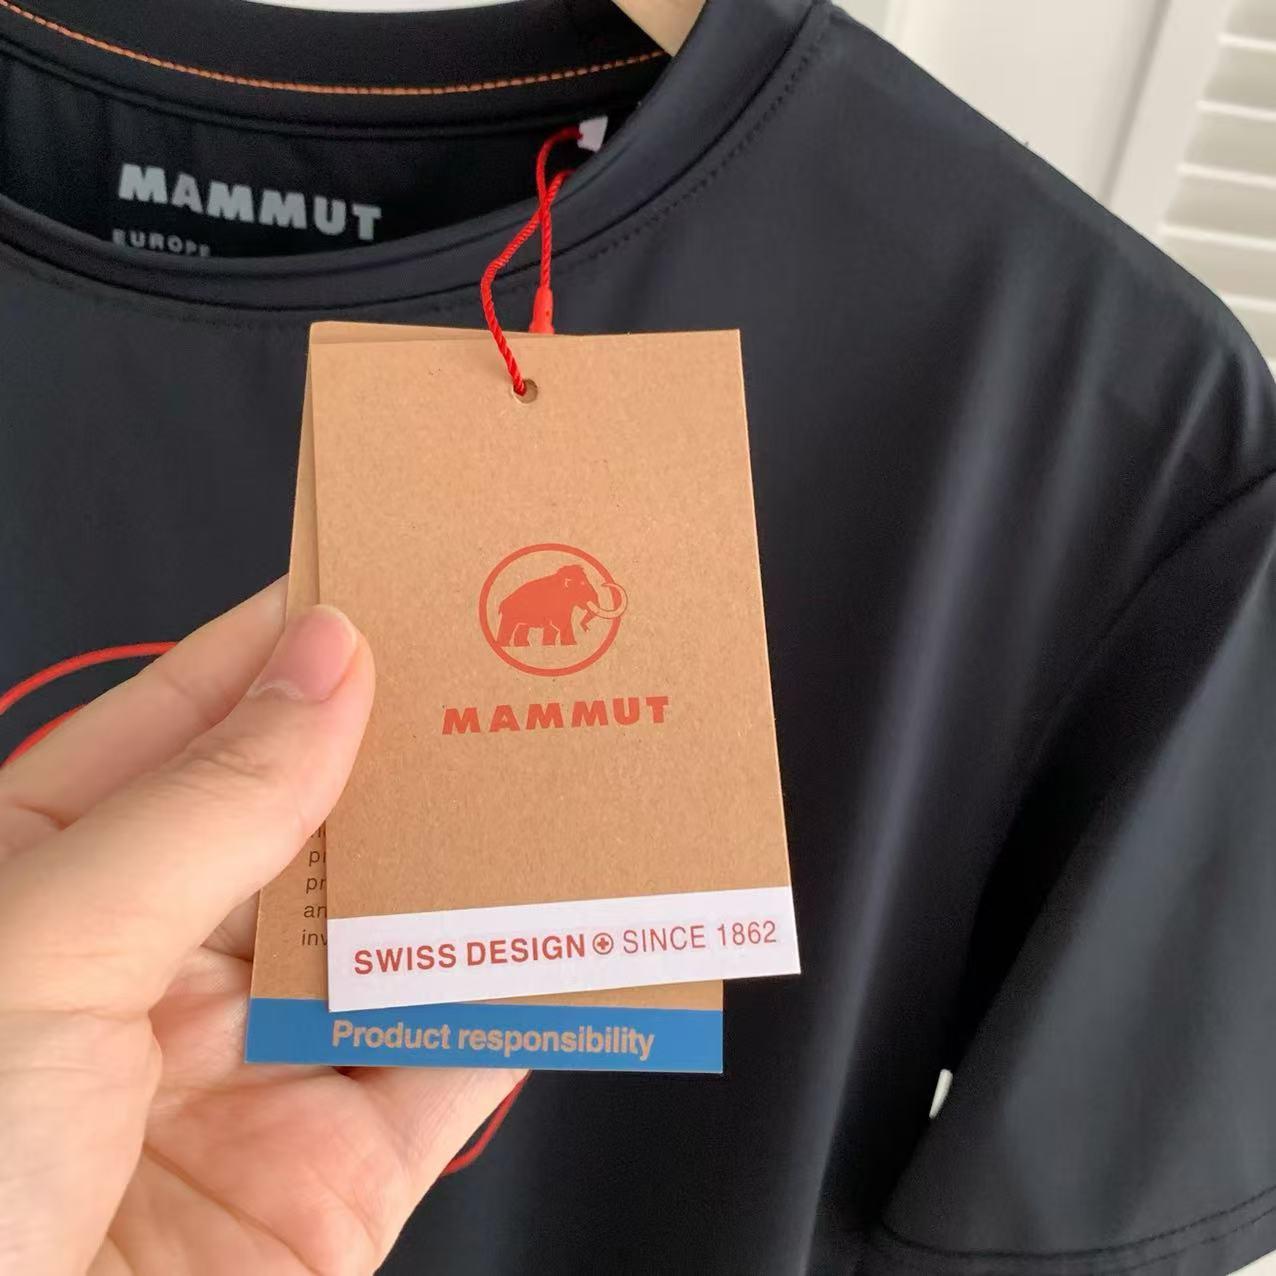 MAMMUT
EUROPE
MAMMUT
SWISS DESIGN SINCE 1862
Product responsibility